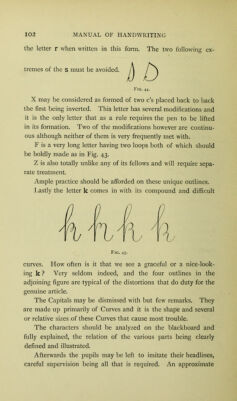 102 MANUAL OF HANDWRITING
the letter r when written in this form. The two following ex-
tremes of the s must be avoided.
FIG. 44.
X may be considered as formed of two c's placed back to back
the first being inverted. This letter has several modifications and
it is the only letter that as a rule requires the pen to be lifted
in its formation. Two of the modifications however are continu-
ous although neither of them is very frequently met with.
F is a very long letter having two loops both of which should
be boldly made as in Fig. 43.
Z is also totally unlike any of its fellows and will require sepa-
rate treatment.
Ample practice should be afforded on these unique outlines.
Lastly the letter k comes in with its compound and difficult
k k k k
FIG. 45.
curves. How often is it that we see a graceful or a nice-look-
ing k? Very seldom indeed, and the four outlines in the
adjoining figure are typical of the distortions that do duty for the
genuine article.
The Capitals may be dismissed with but few remarks. They
are made up primarily of Curves and it is the shape and several
or relative sizes of these Curves that cause most trouble.
The characters should be analyzed on the blackboard and
fully explained, the relation of the various parts being clearly
defined and illustrated.
Afterwards the pupils may be left to imitate their headlines,
careful supervision being all that is required. An approximate